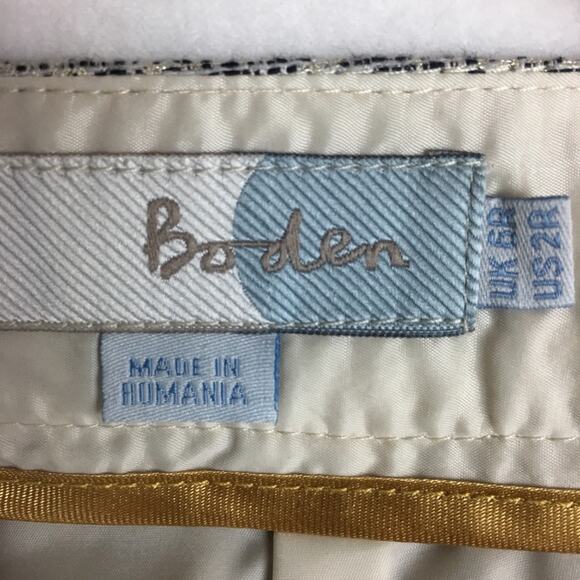 Boden
UK 6R
US 2R
MADE IN
ROMANIA